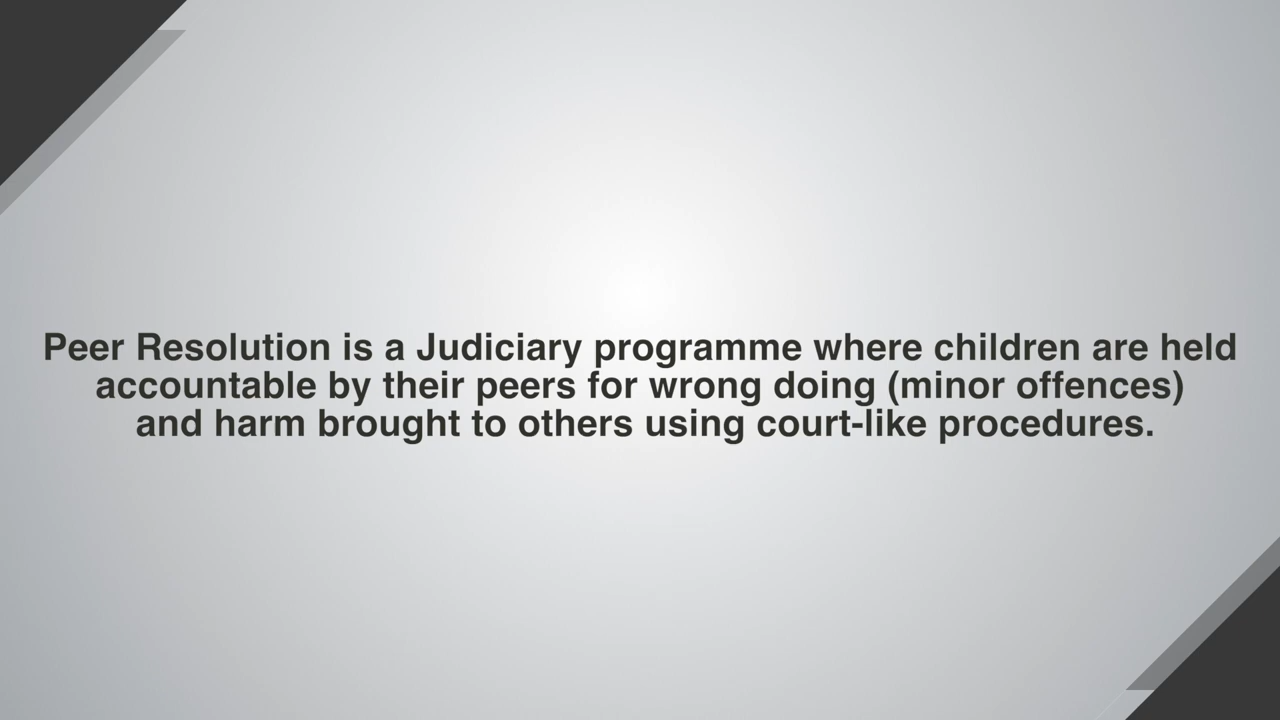 Peer Resolution is a Judiciary programme where children are held
accountable by their peers for wrong doing (minor offences)
and harm brought to others using court-like procedures.